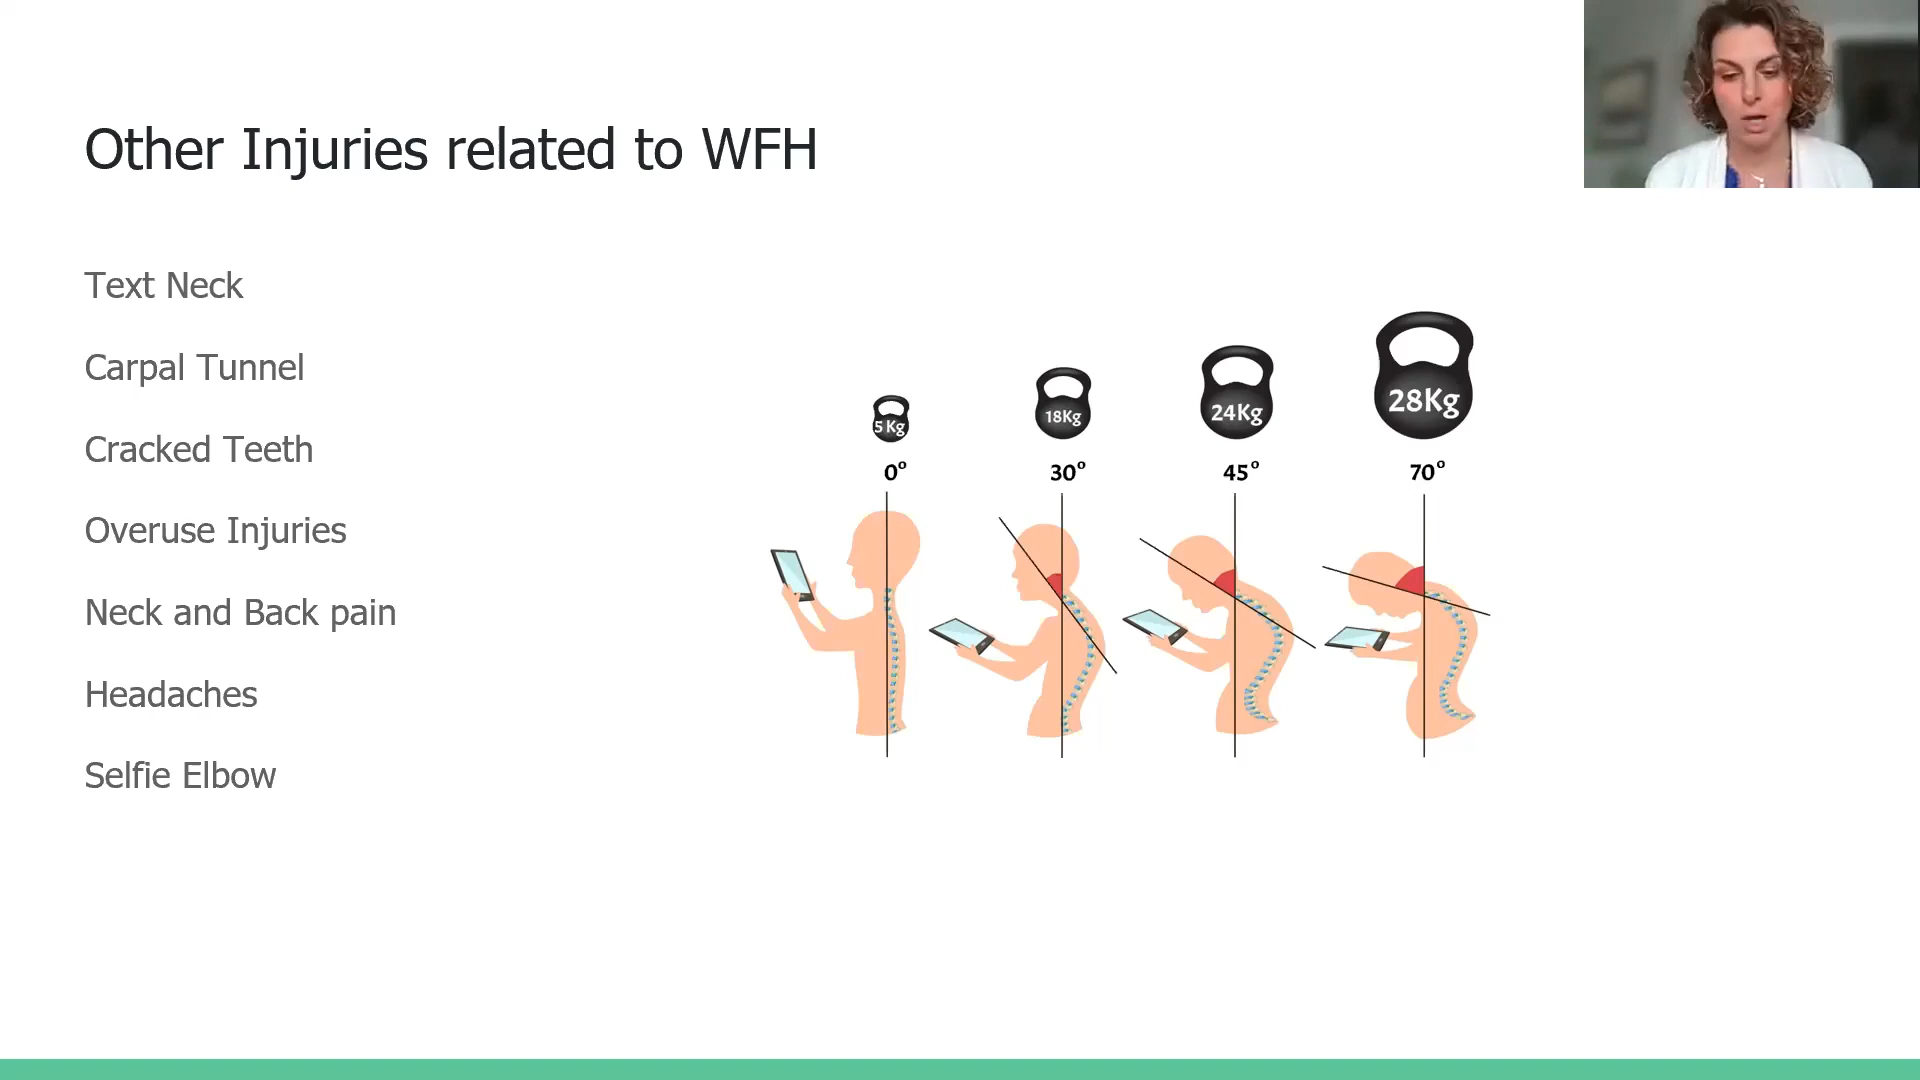 Other Injuries related to WFH
Text Neck
Carpal Tunnel
Cracked Teeth
Overuse Injuries
Neck and Back pain
Headaches
Selfie Elbow
5 Kg
18Kg
24Kg
28Kg
0°
30°
45°
70°